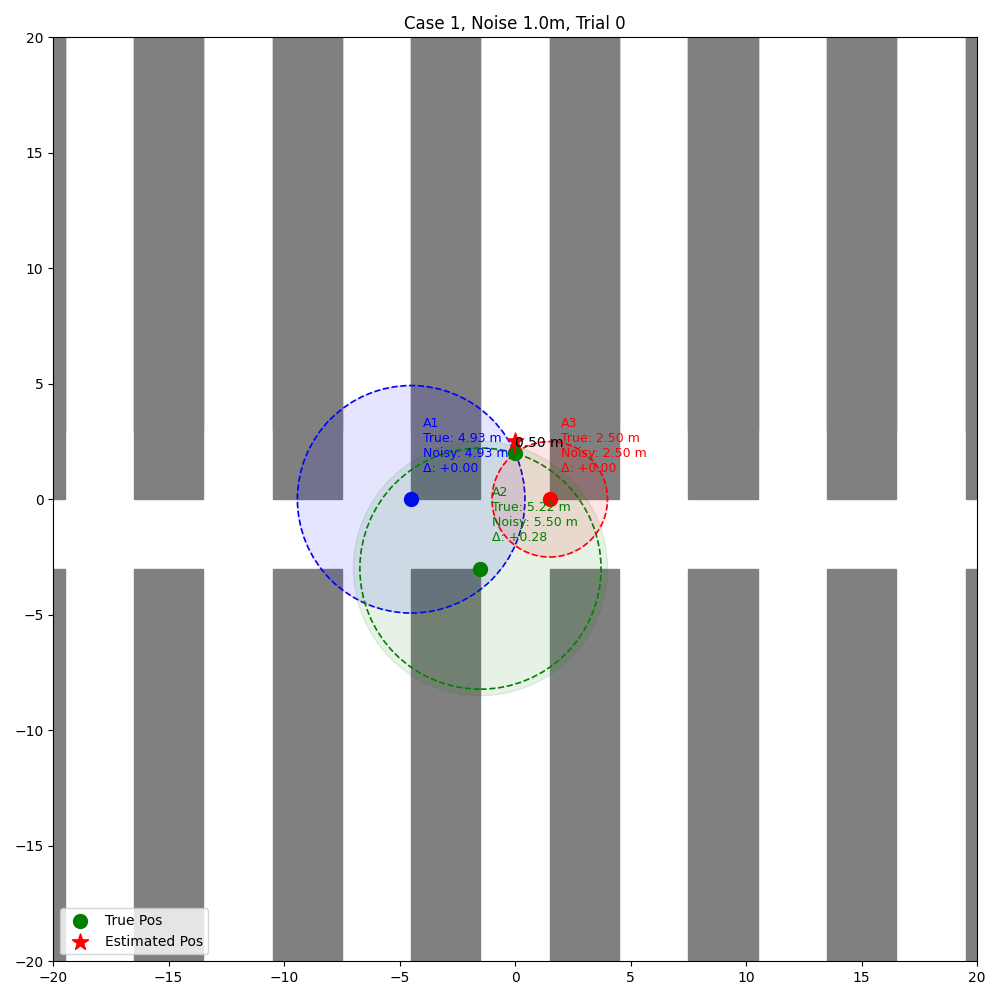 Case 1, Noise 1.0m, Trial 0
20
15
10
5
0
−5
−10
−15
−20
A1
True: 4.93 m
Noisy: 4.93 m
Δ: +0.00
0.50 m
A3
True: 2.50 m
Noisy: 2.50 m
Δ: +0.00
A2
True: 5.22 m
Noisy: 5.50 m
Δ: +0.28
True Pos
Estimated Pos
−20
−15
−10
−5
0
5
10
15
20